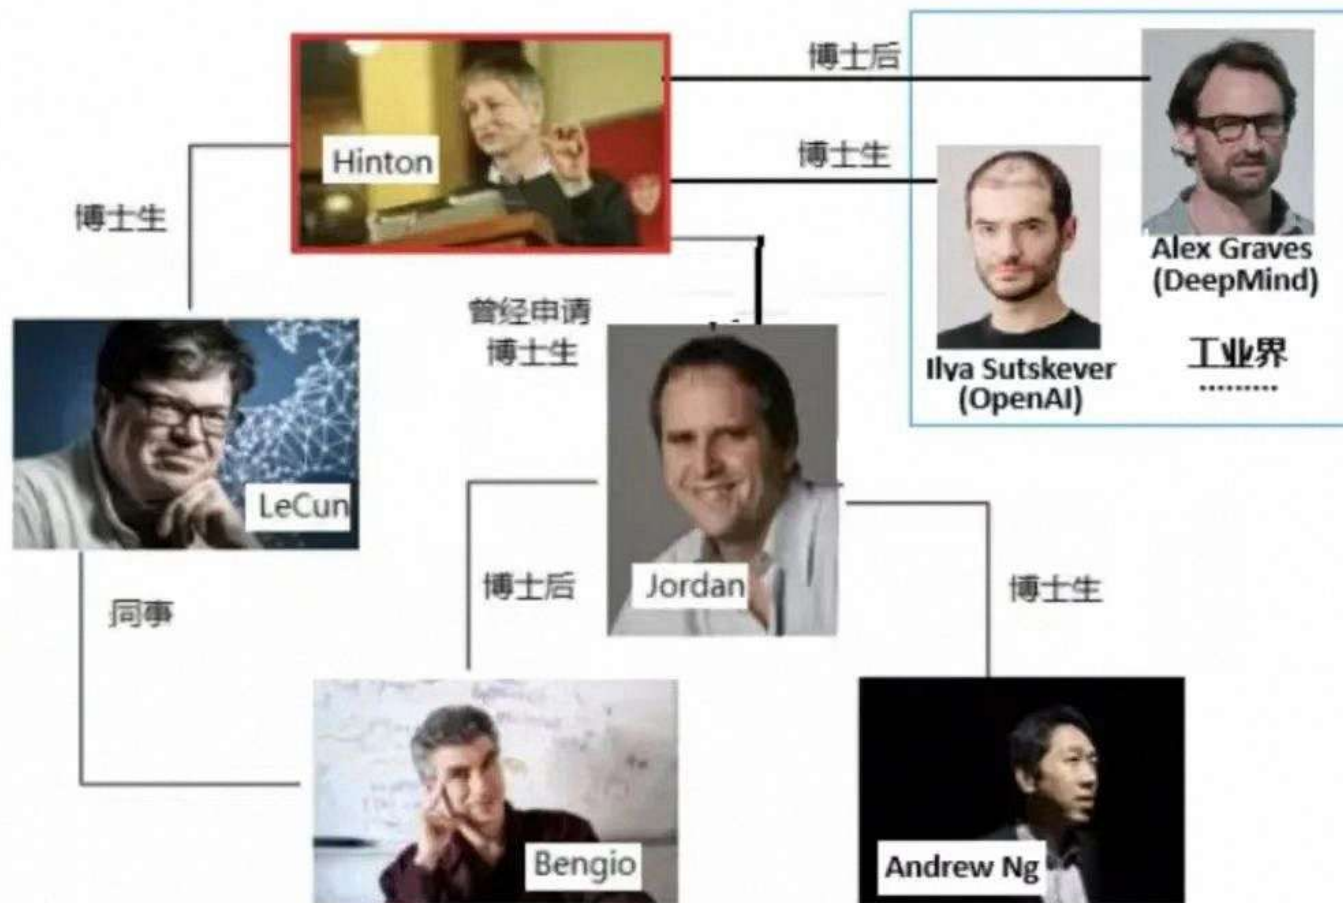 博士后
Hinton
博士生
博士生
Alex Graves
(DeepMind)
曾经申请
博士生
工业界
Ilya Sutskever
(OpenAI)
LeCun
博士后
Jordan
博士生
同事
Bengio
Andrew Ng